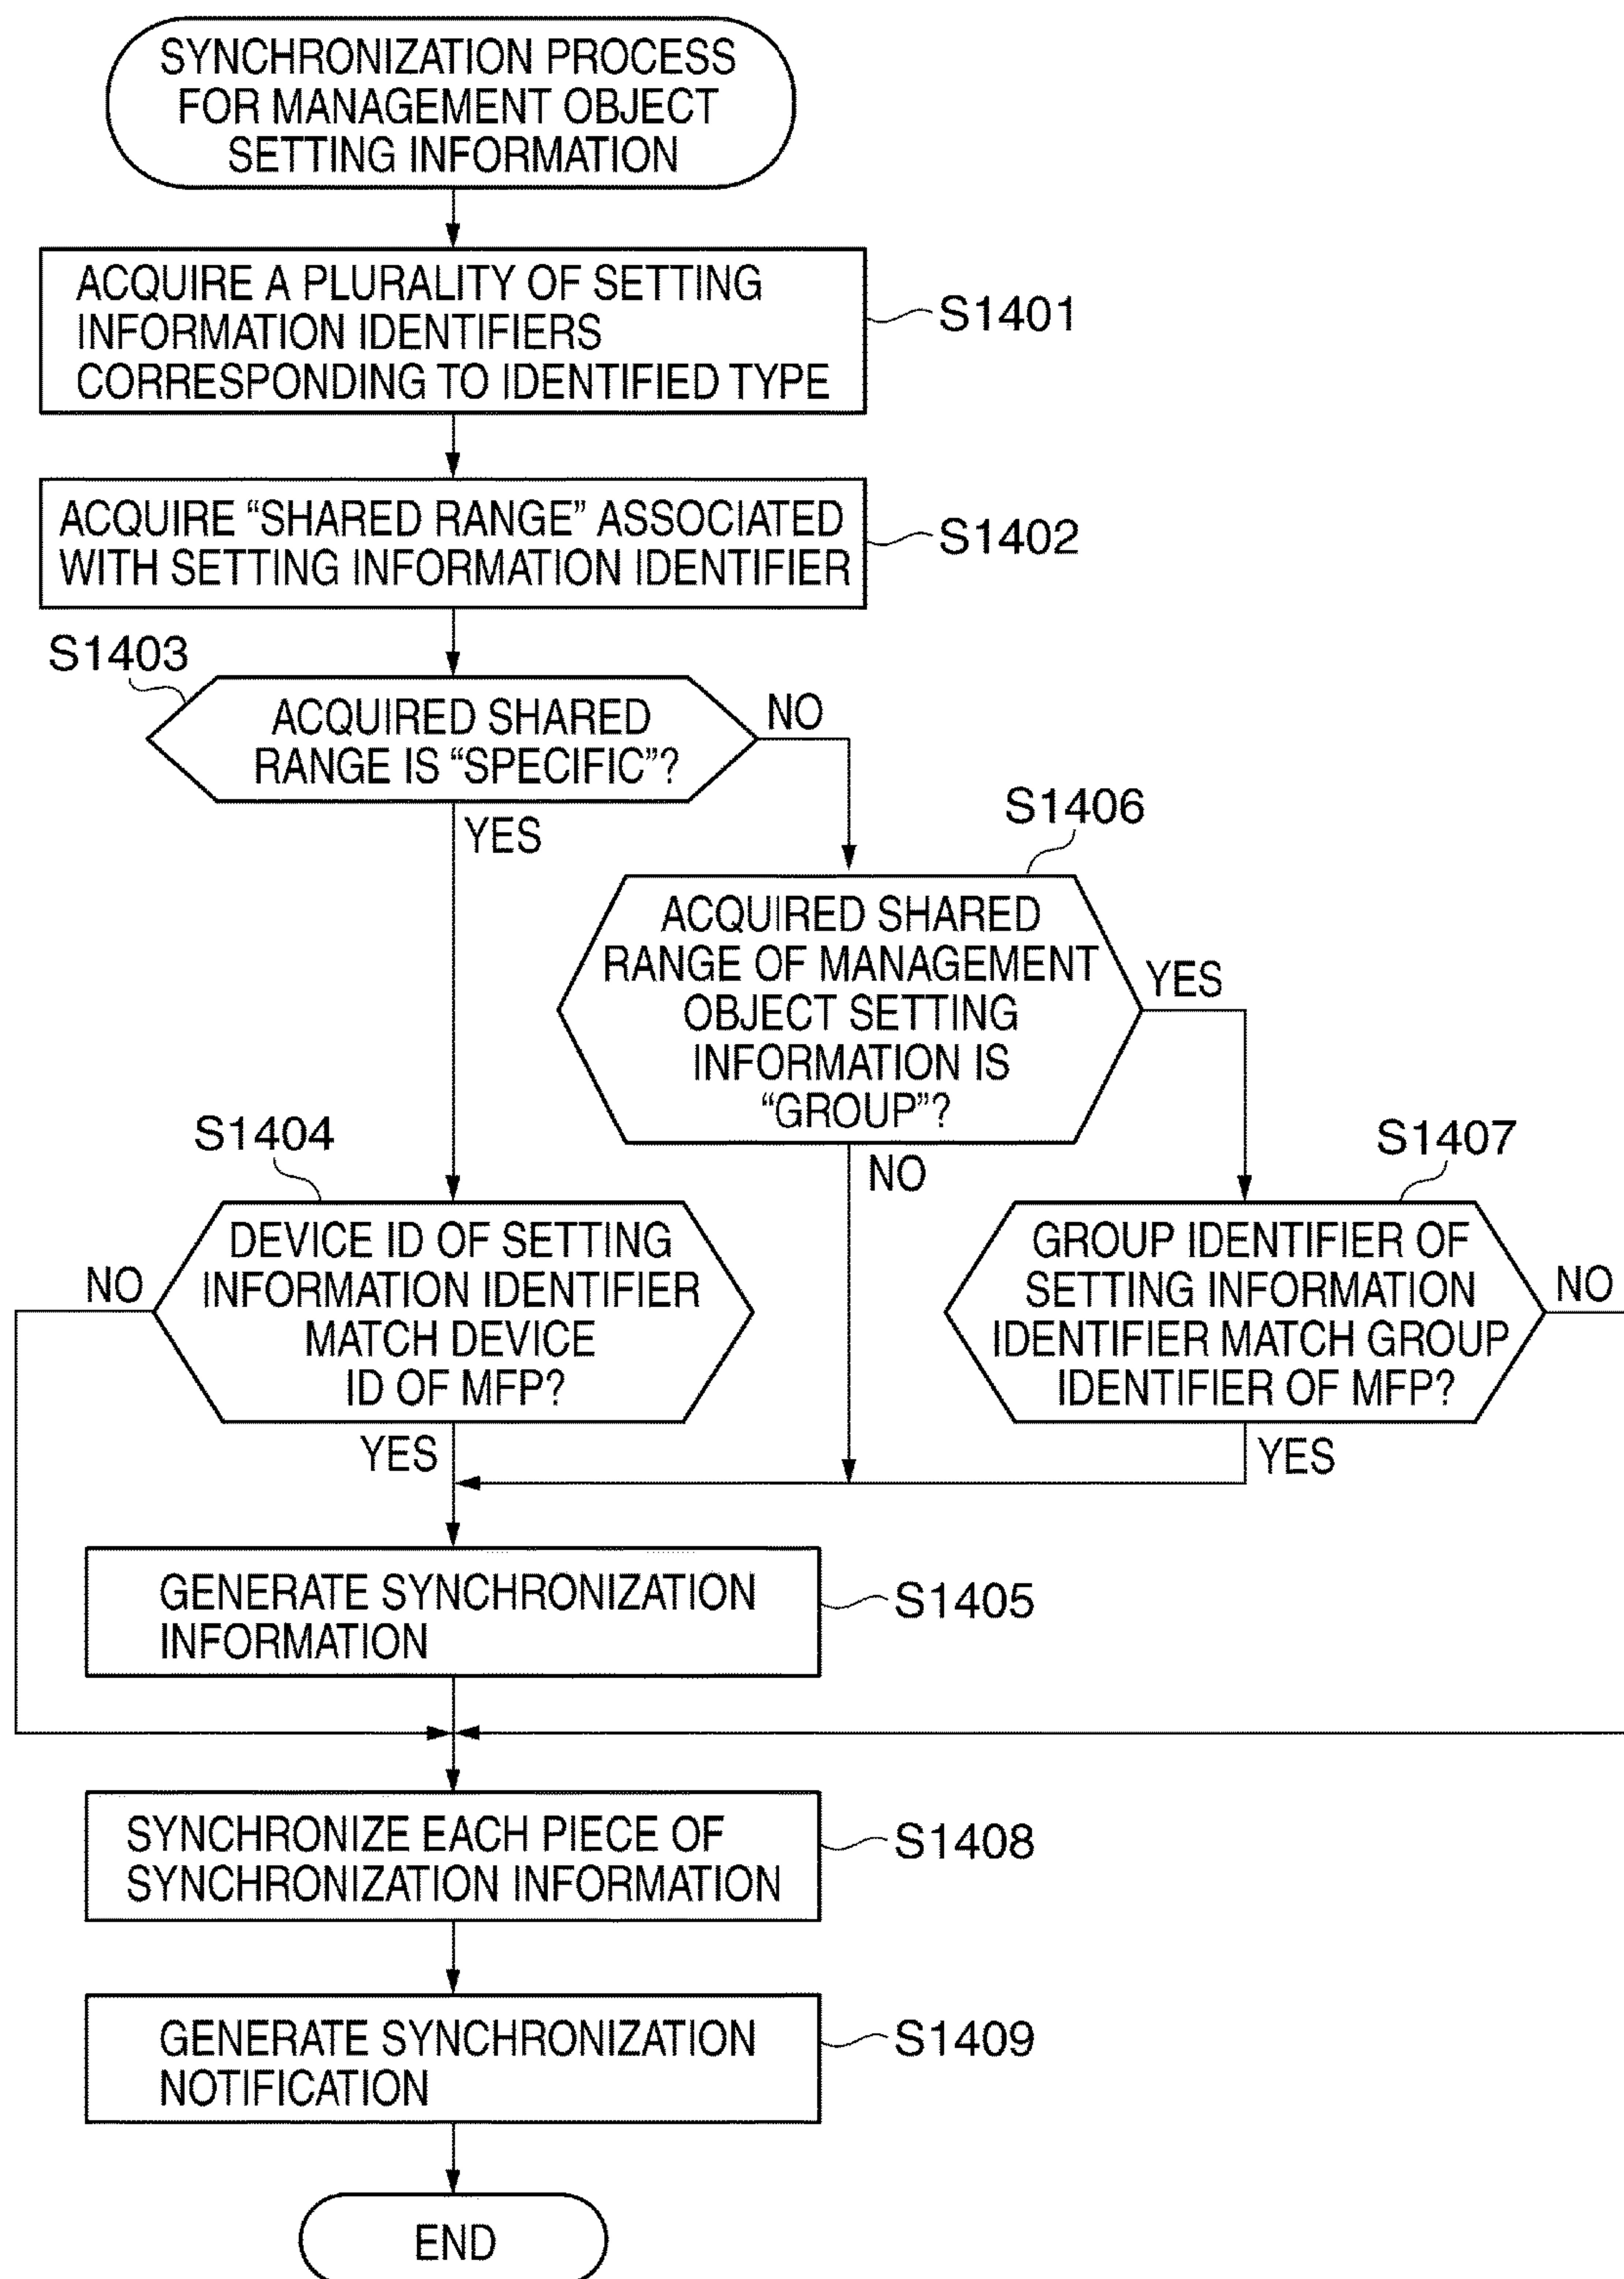 SYNCHRONIZATION PROCESS
FOR MANAGEMENT OBJECT
SETTING INFORMATION
ACQUIRE A PLURALITY OF SETTING
INFORMATION IDENTIFIERS
CORRESPONDING TO IDENTIFIED TYPE
S1401
ACQUIRE “SHARED RANGE” ASSOCIATED
WITH SETTING INFORMATION IDENTIFIER
S1402
S1403
ACQUIRED SHARED
RANGE IS “SPECIFIC”?
NO
YES
S1406
ACQUIRED SHARED
RANGE OF MANAGEMENT
OBJECT SETTING
INFORMATION IS
“GROUP”?
YES
NO
S1404
DEVICE ID OF SETTING
INFORMATION IDENTIFIER
MATCH DEVICE
ID OF MFP?
NO
YES
S1407
GROUP IDENTIFIER OF
SETTING INFORMATION
IDENTIFIER MATCH GROUP
IDENTIFIER OF MFP?
NO
YES
GENERATE SYNCHRONIZATION
INFORMATION
S1405
SYNCHRONIZE EACH PIECE OF
SYNCHRONIZATION INFORMATION
S1408
GENERATE SYNCHRONIZATION
NOTIFICATION
S1409
END